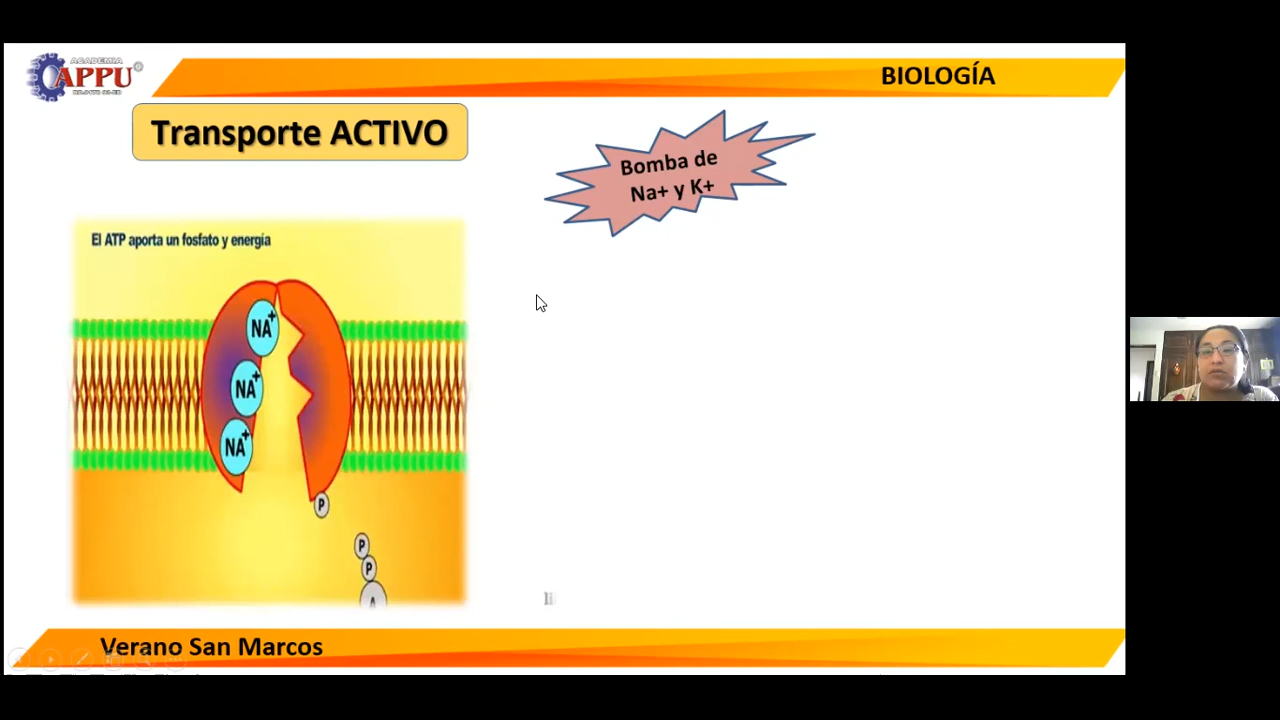 ACADEMIA
APPU
BIOLOGÍA
Transporte ACTIVO
Bomba de
Na+ y K+
El ATP aporta un fosfato y energía
NA+
NA+
NA+
P
P
P
A
Verano San Marcos